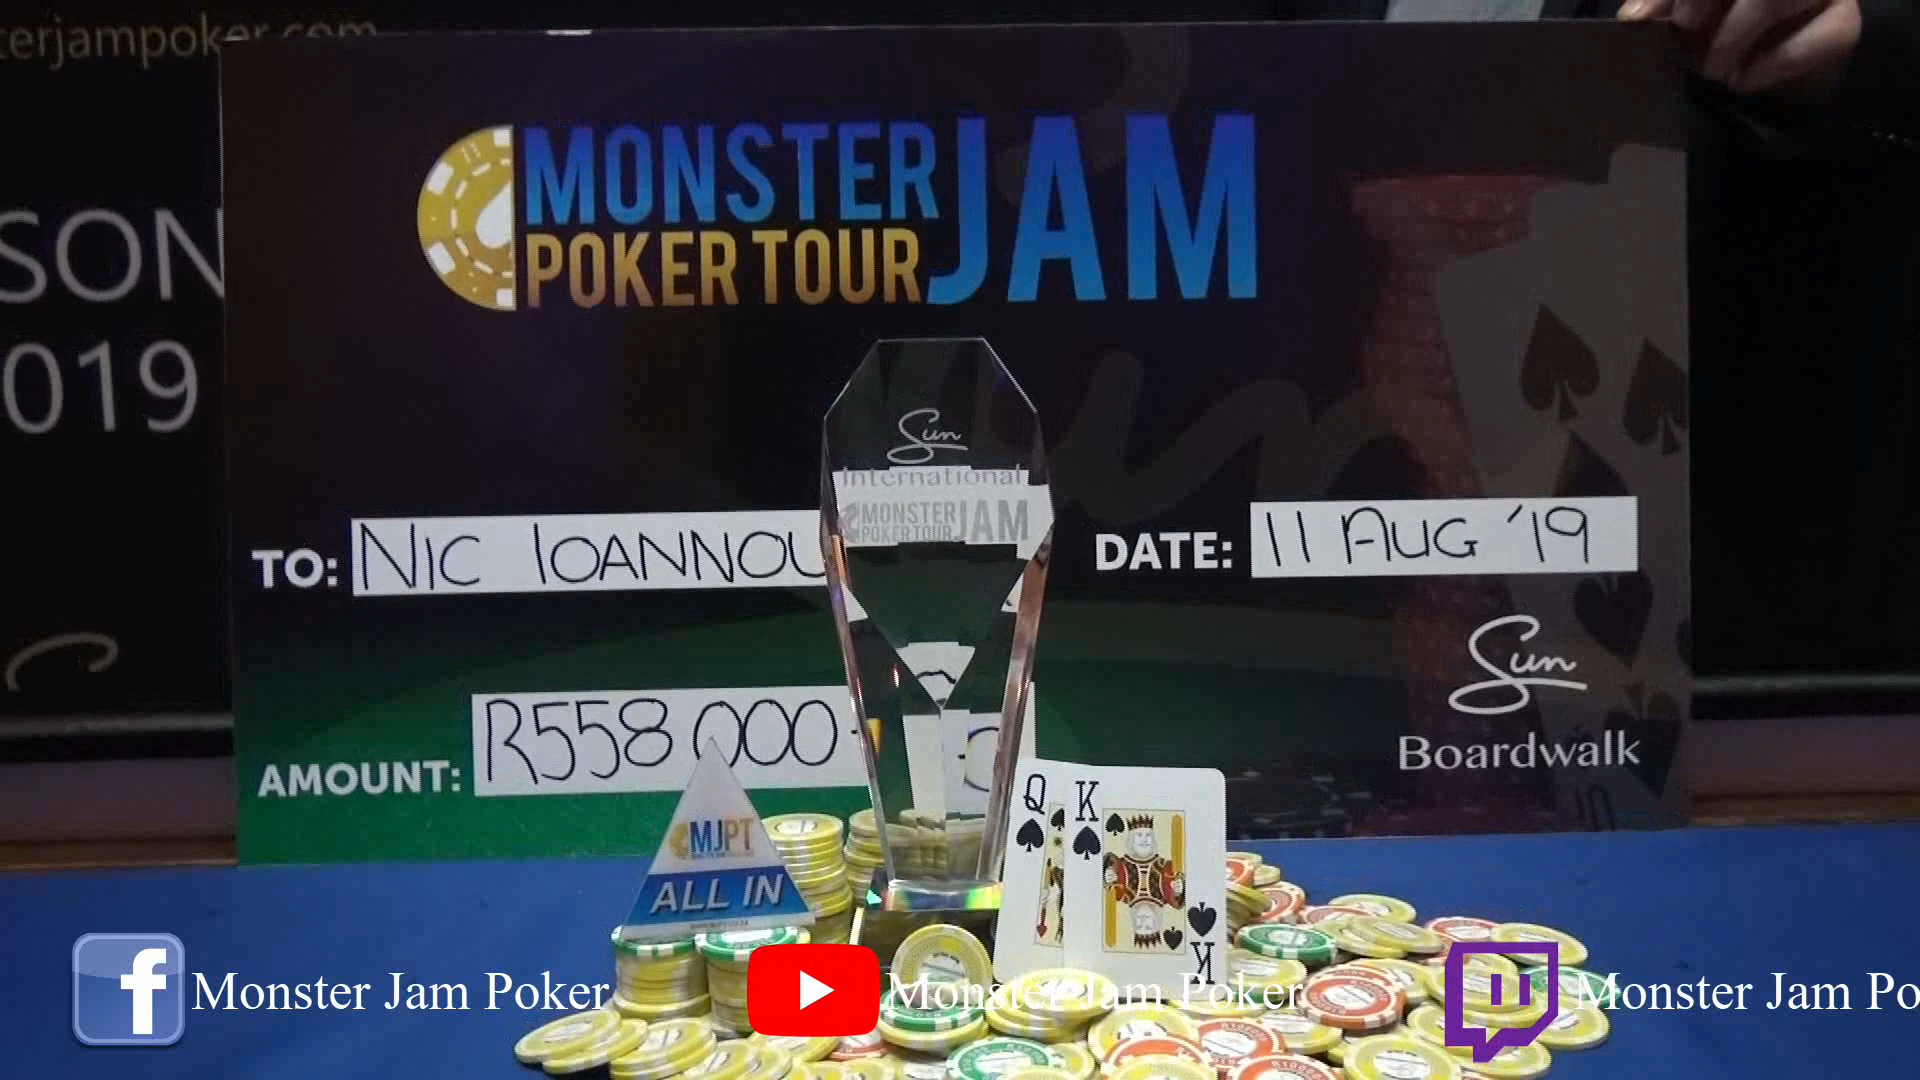 terjampoker.com
SON
019
MONSTER JAM
POKER TOUR
Sun
International
MONSTER JAM
POKER TOUR
TO: NIC IOANNOU
DATE: 11 AUG '19
AMOUNT: R558 000
Sun
Boardwalk
Q
K
K
MJPT
ALL IN
Monster Jam Poker
Monster Jam Poker
Monster Jam Po